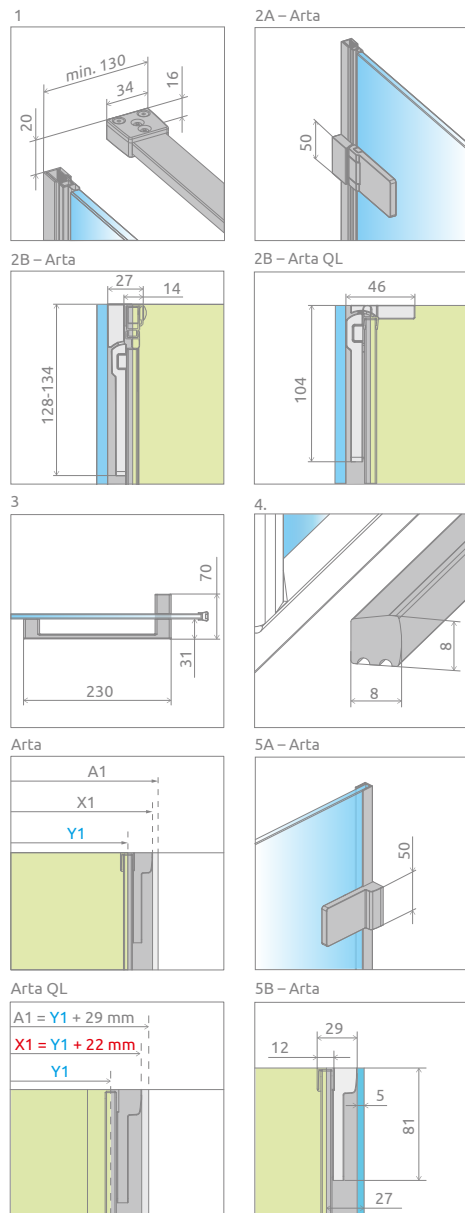 1
min. 130
34
16
20
2A – Arta
50
2B – Arta
27
14
128-134
2B – Arta QL
46
104
3
70
31
230
4.
8
8
Arta
A1
X1
Y1
5A – Arta
50
Arta QL
A1 = Y1 + 29 mm
X1 = Y1 + 22 mm
Y1
5B – Arta
29
12
5
81
27